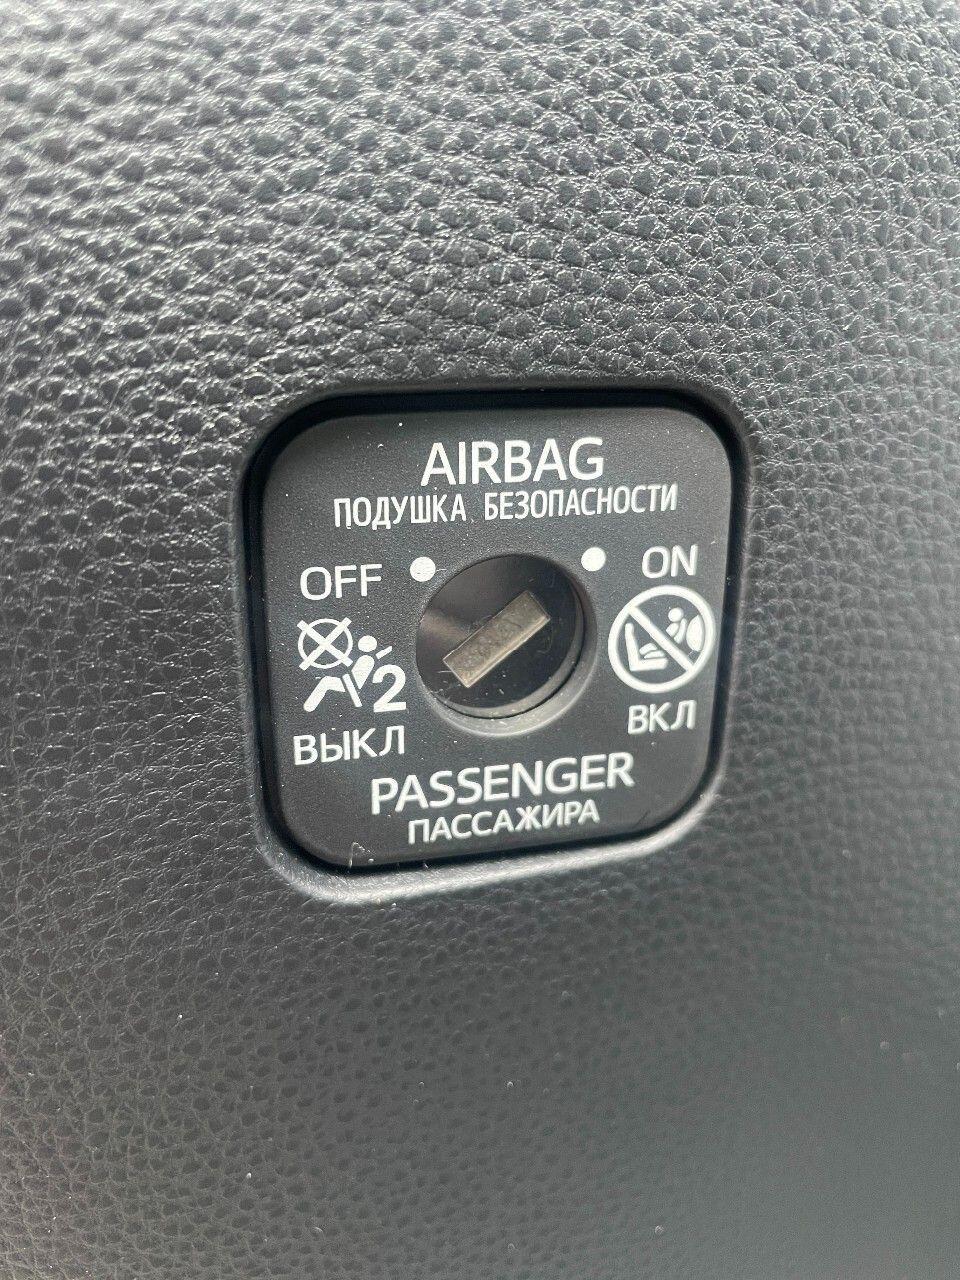 AIRBAG
ПОДУШКА БЕЗОПАСНОСТИ
OFF
ON
2
ВЫКЛ
ВКЛ
PASSENGER
ПАССАЖИРА